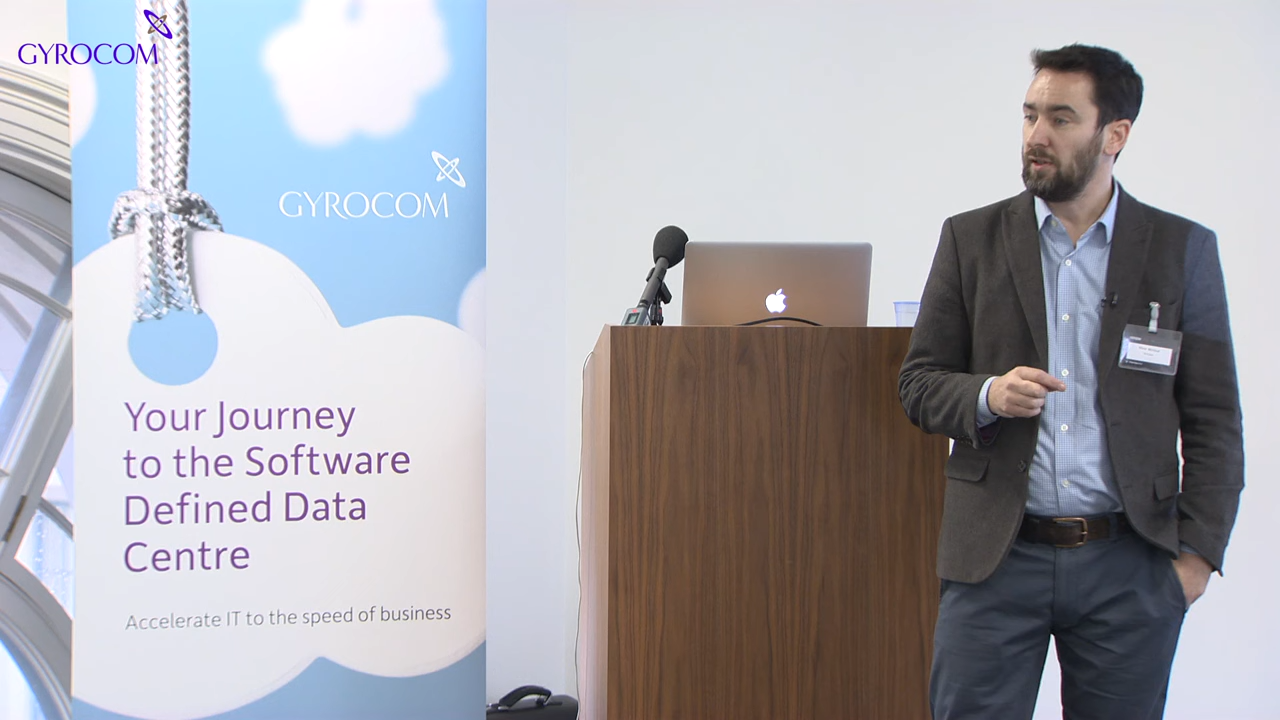 GYROCOM
GYROCOM
Your Journey
to the Software
Defined Data
Centre
Accelerate IT to the speed of business